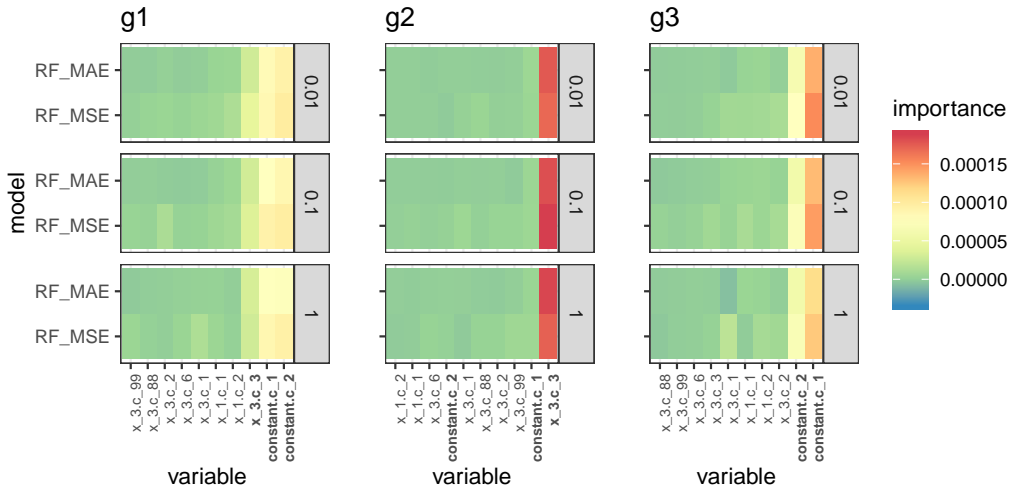 g1
g2
g3
RF_MAE
RF_MSE
0.01
0.01
0.01
RF_MAE
RF_MSE
0.1
0.1
0.1
RF_MAE
RF_MSE
1
1
1
model
x_3.c_99
x_3.c_88
x_3.c_2
x_3.c_6
x_3.c_1
x_1.c_1
x_1.c_2
x_3.c_3
constant.c_1
constant.c_2
x_1.c_2
x_1.c_1
x_3.c_6
constant.c_2
x_3.c_2
x_3.c_88
x_3.c_2
x_3.c_99
constant.c_1
x_3.c_3
x_3.c_88
x_3.c_99
x_3.c_6
x_3.c_3
x_3.c_1
x_1.c_1
x_1.c_2
x_3.c_2
constant.c_2
constant.c_1
variable
variable
variable
importance
0.00015
0.00010
0.00005
0.00000